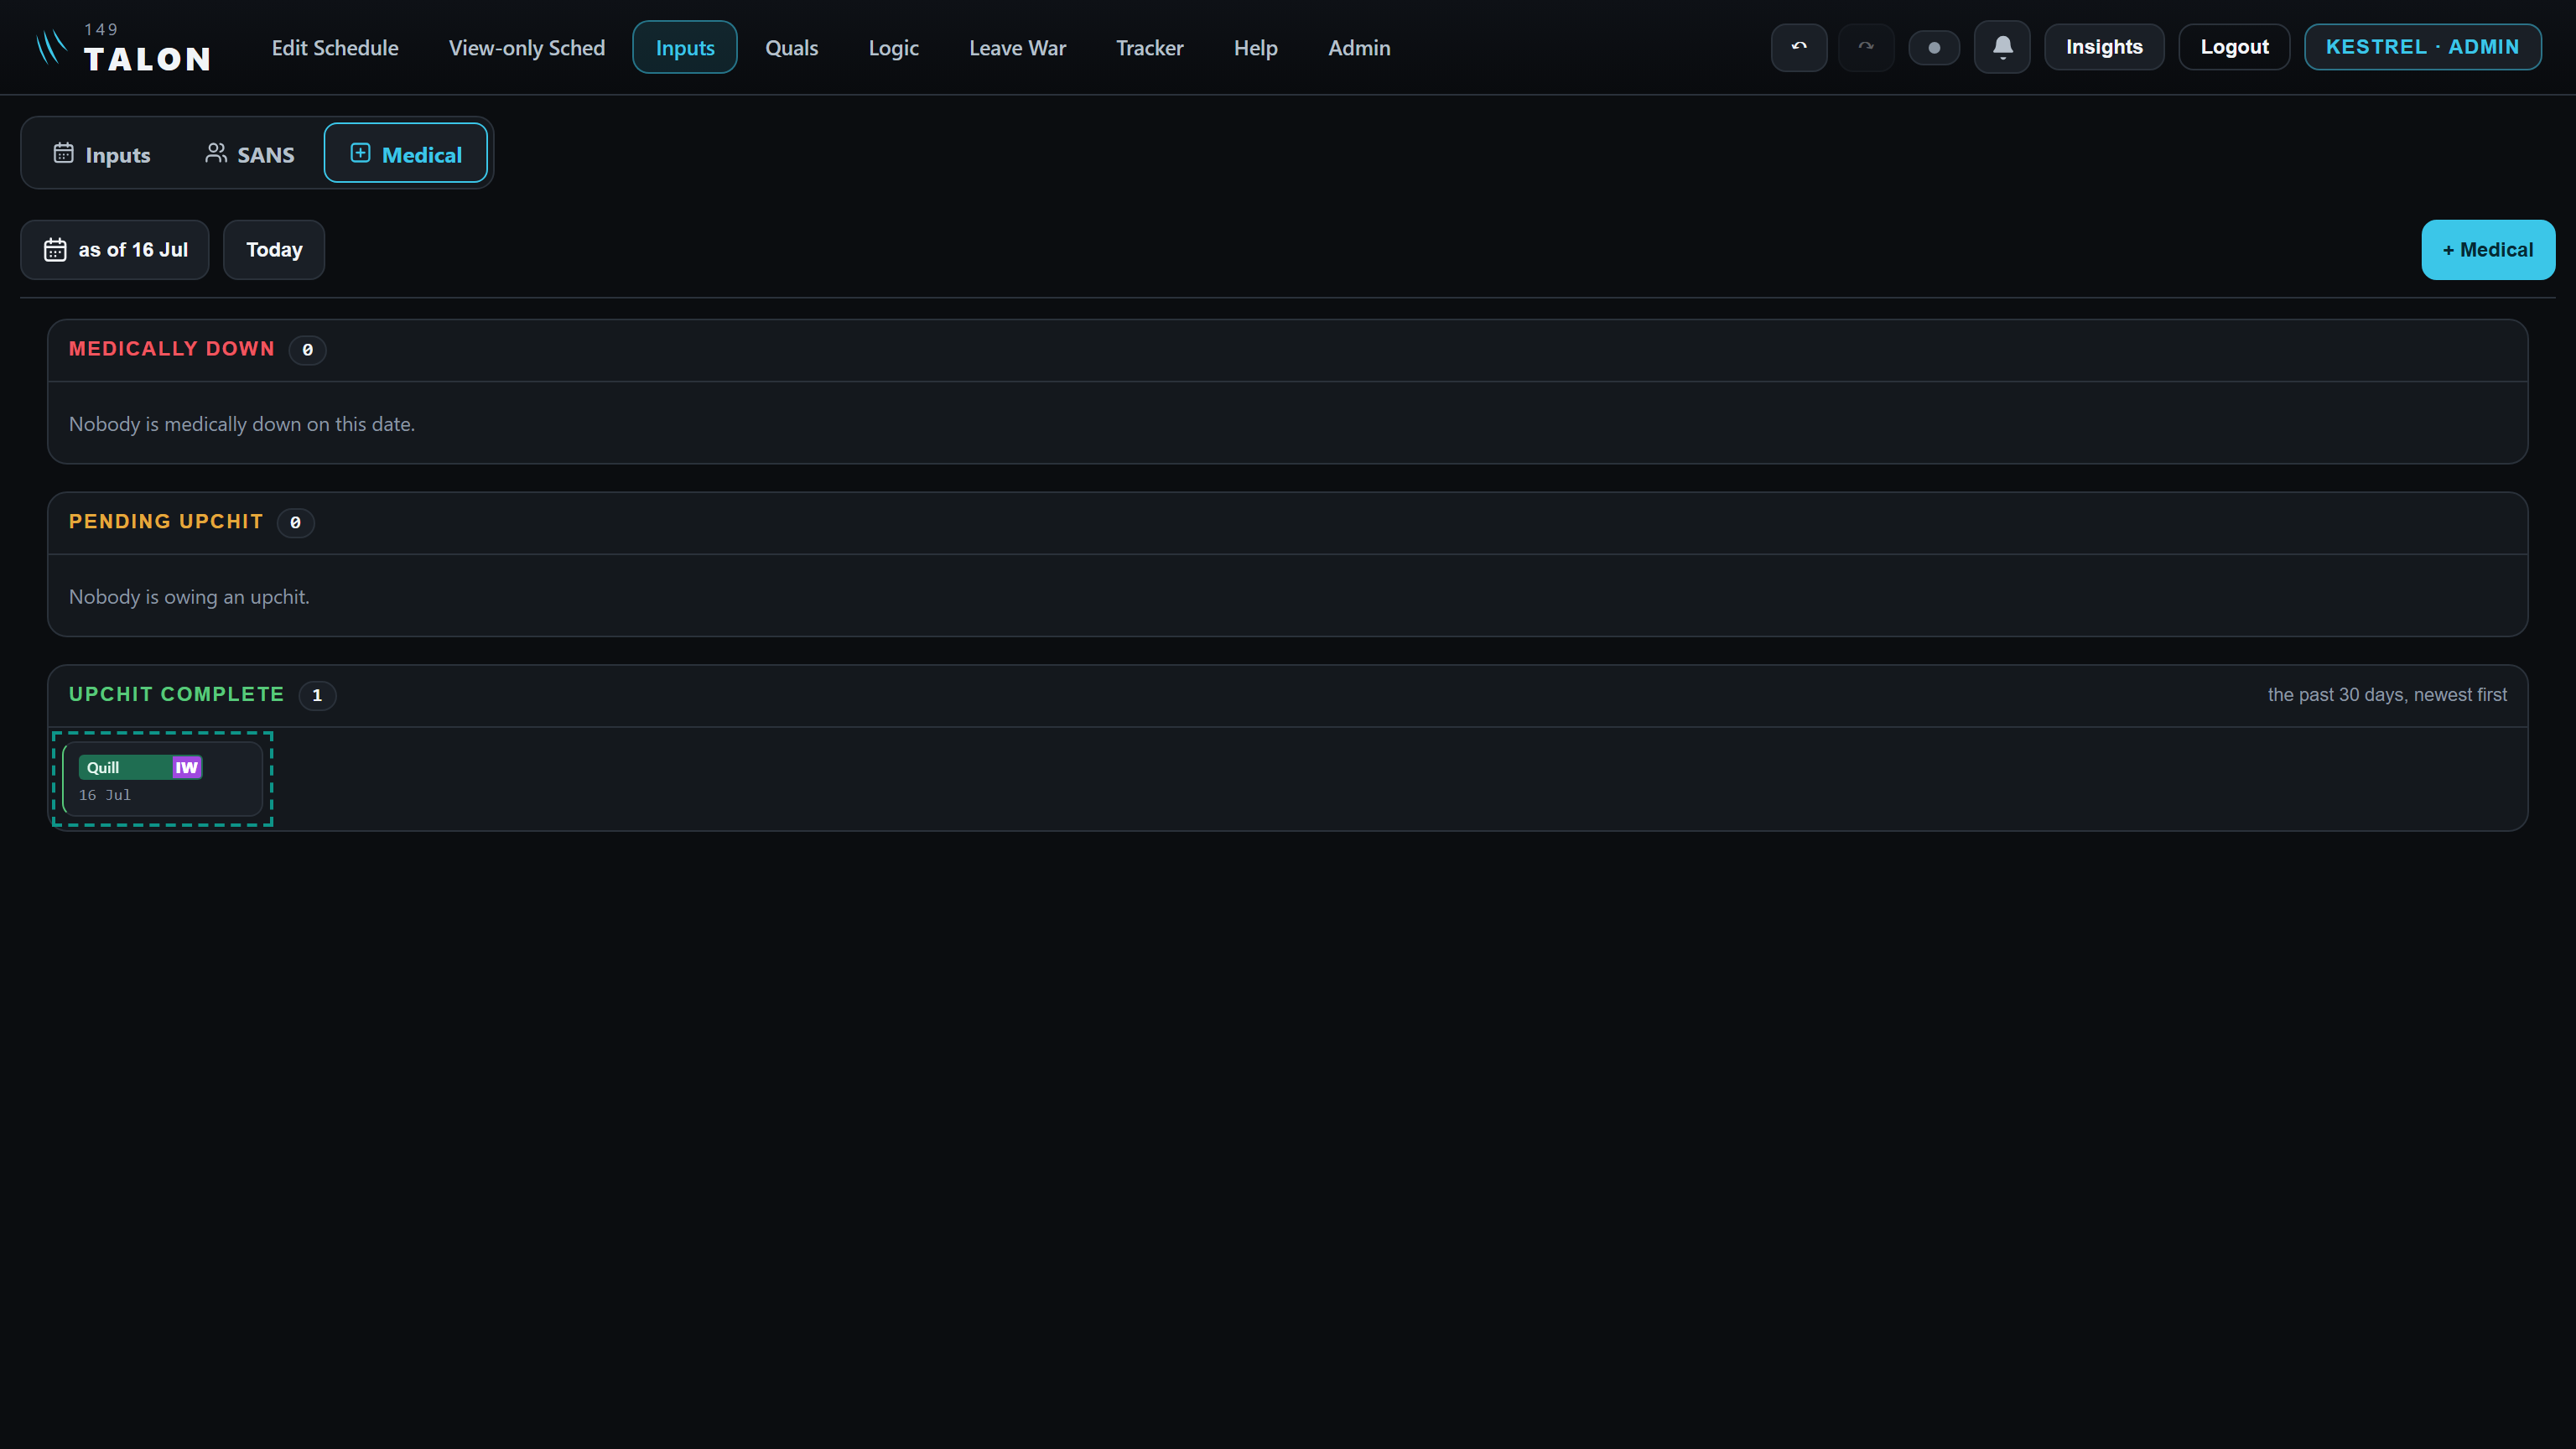 149
TALON
Edit Schedule
View-only Sched
Inputs
Quals
Logic
Leave War
Tracker
Help
Admin
Insights
Logout
KESTREL · ADMIN
Inputs
SANS
Medical
as of 16 Jul
Today
+ Medical
MEDICALLY DOWN 0
Nobody is medically down on this date.
PENDING UPCHIT 0
Nobody is owing an upchit.
UPCHIT COMPLETE 1
the past 30 days, newest first
Quill IW
16 Jul